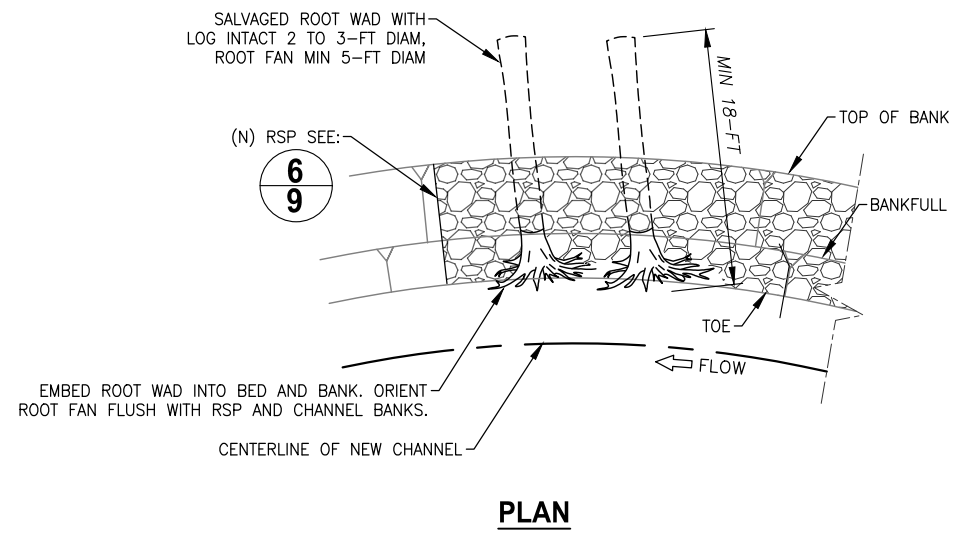 SALVAGED ROOT WAD WITH
LOG INTACT 2 TO 3-FT DIAM,
ROOT FAN MIN 5-FT DIAM
MIN 18-FT
TOP OF BANK
(N) RSP SEE:
6
9
BANKFULL
TOE
FLOW
EMBED ROOT WAD INTO BED AND BANK. ORIENT
ROOT FAN FLUSH WITH RSP AND CHANNEL BANKS.
CENTERLINE OF NEW CHANNEL
PLAN